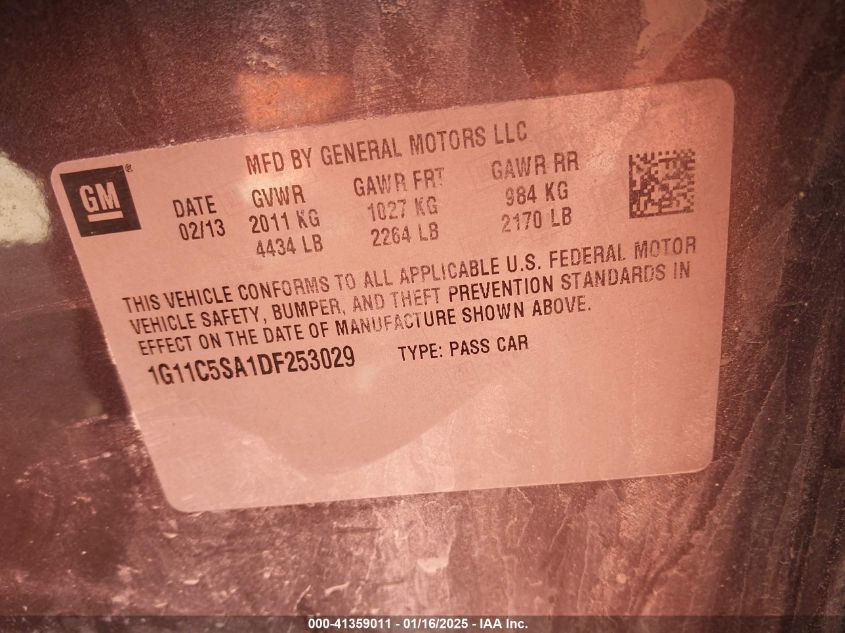 MFD BY GENERAL MOTORS LLC
GM®
DATE GVWR GAWR FRT GAWR RR
02/13 2011 KG 1027 KG 984 KG
4434 LB 2264 LB 2170 LB
THIS VEHICLE CONFORMS TO ALL APPLICABLE U.S. FEDERAL MOTOR
VEHICLE SAFETY, BUMPER, AND THEFT PREVENTION STANDARDS IN
EFFECT ON THE DATE OF MANUFACTURE SHOWN ABOVE.
1G11C5SA1DF253029 TYPE: PASS CAR
000-41359011 - 01/16/2025 - IAA Inc.